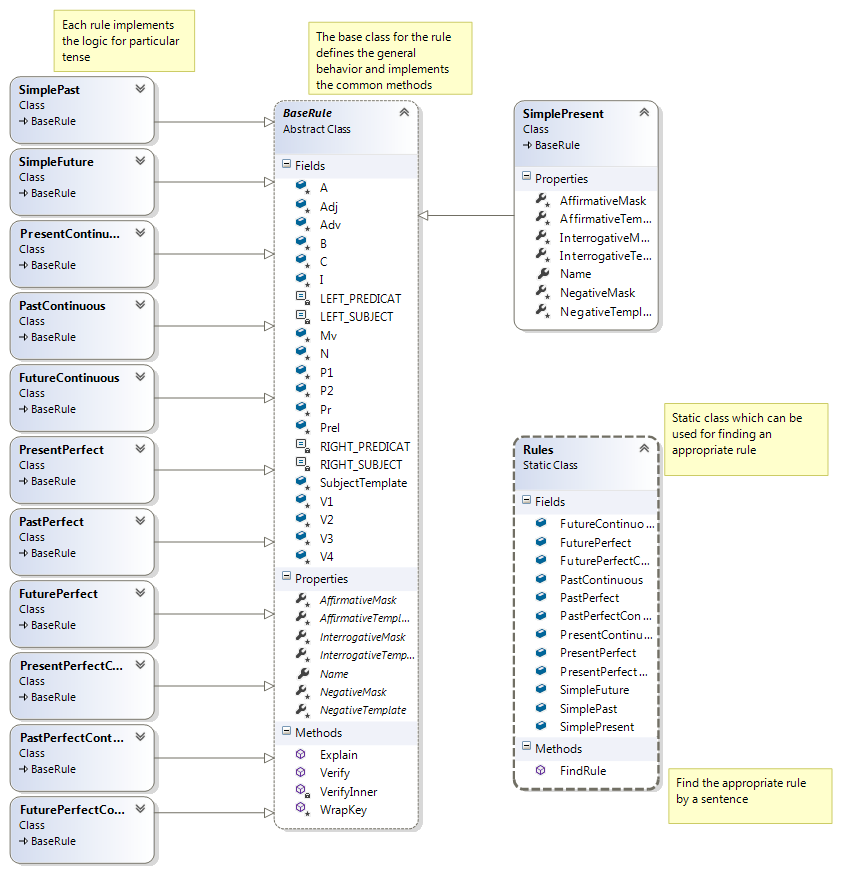 Each rule implements
the logic for particular
tense
The base class for the rule
defines the general
behavior and implements
the common methods
SimplePast
Class
BaseRule
SimpleFuture
Class
BaseRule
PresentContinu...
Class
BaseRule
PastContinuous
Class
BaseRule
FutureContinuous
Class
BaseRule
PresentPerfect
Class
BaseRule
PastPerfect
Class
BaseRule
FuturePerfect
Class
BaseRule
PresentPerfectC...
Class
BaseRule
PastPerfectCont...
Class
BaseRule
FuturePerfectCo...
Class
BaseRule
BaseRule
Abstract Class
Fields
A
Adj
Adv
B
C
I
LEFT_PREDICAT
LEFT_SUBJECT
Mv
N
P1
P2
Pr
Prel
RIGHT_PREDICAT
RIGHT_SUBJECT
SubjectTemplate
V1
V2
V3
V4
Properties
AffirmativeMask
AffirmativeTempl...
InterrogativeMask
InterrogativeTemp...
Name
NegativeMask
NegativeTemplate
Methods
Explain
Verify
VerifyInner
WrapKey
SimplePresent
Class
BaseRule
Properties
AffirmativeMask
AffirmativeTem...
InterrogativeM...
InterrogativeTe...
Name
NegativeMask
NegativeTempl...
Static class which can be
used for finding an
appropriate rule
Rules
Static Class
Fields
FutureContinuo...
FuturePerfect
FuturePerfectC...
PastContinuous
PastPerfect
PastPerfectCon...
PresentContinu...
PresentPerfect
PresentPerfect...
SimpleFuture
SimplePast
SimplePresent
Methods
FindRule
Find the appropriate rule
by a sentence